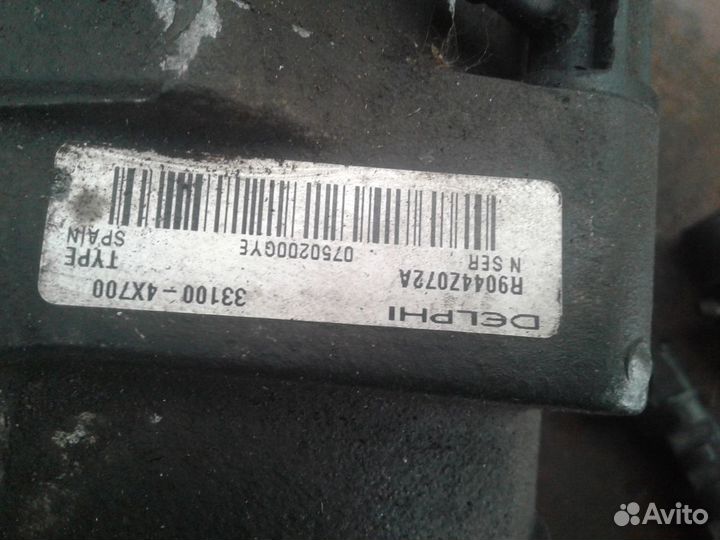 DELPHI
R9044Z072A 33100-4X700
N SER TYPE
0750200GYE SPAIN
Avito